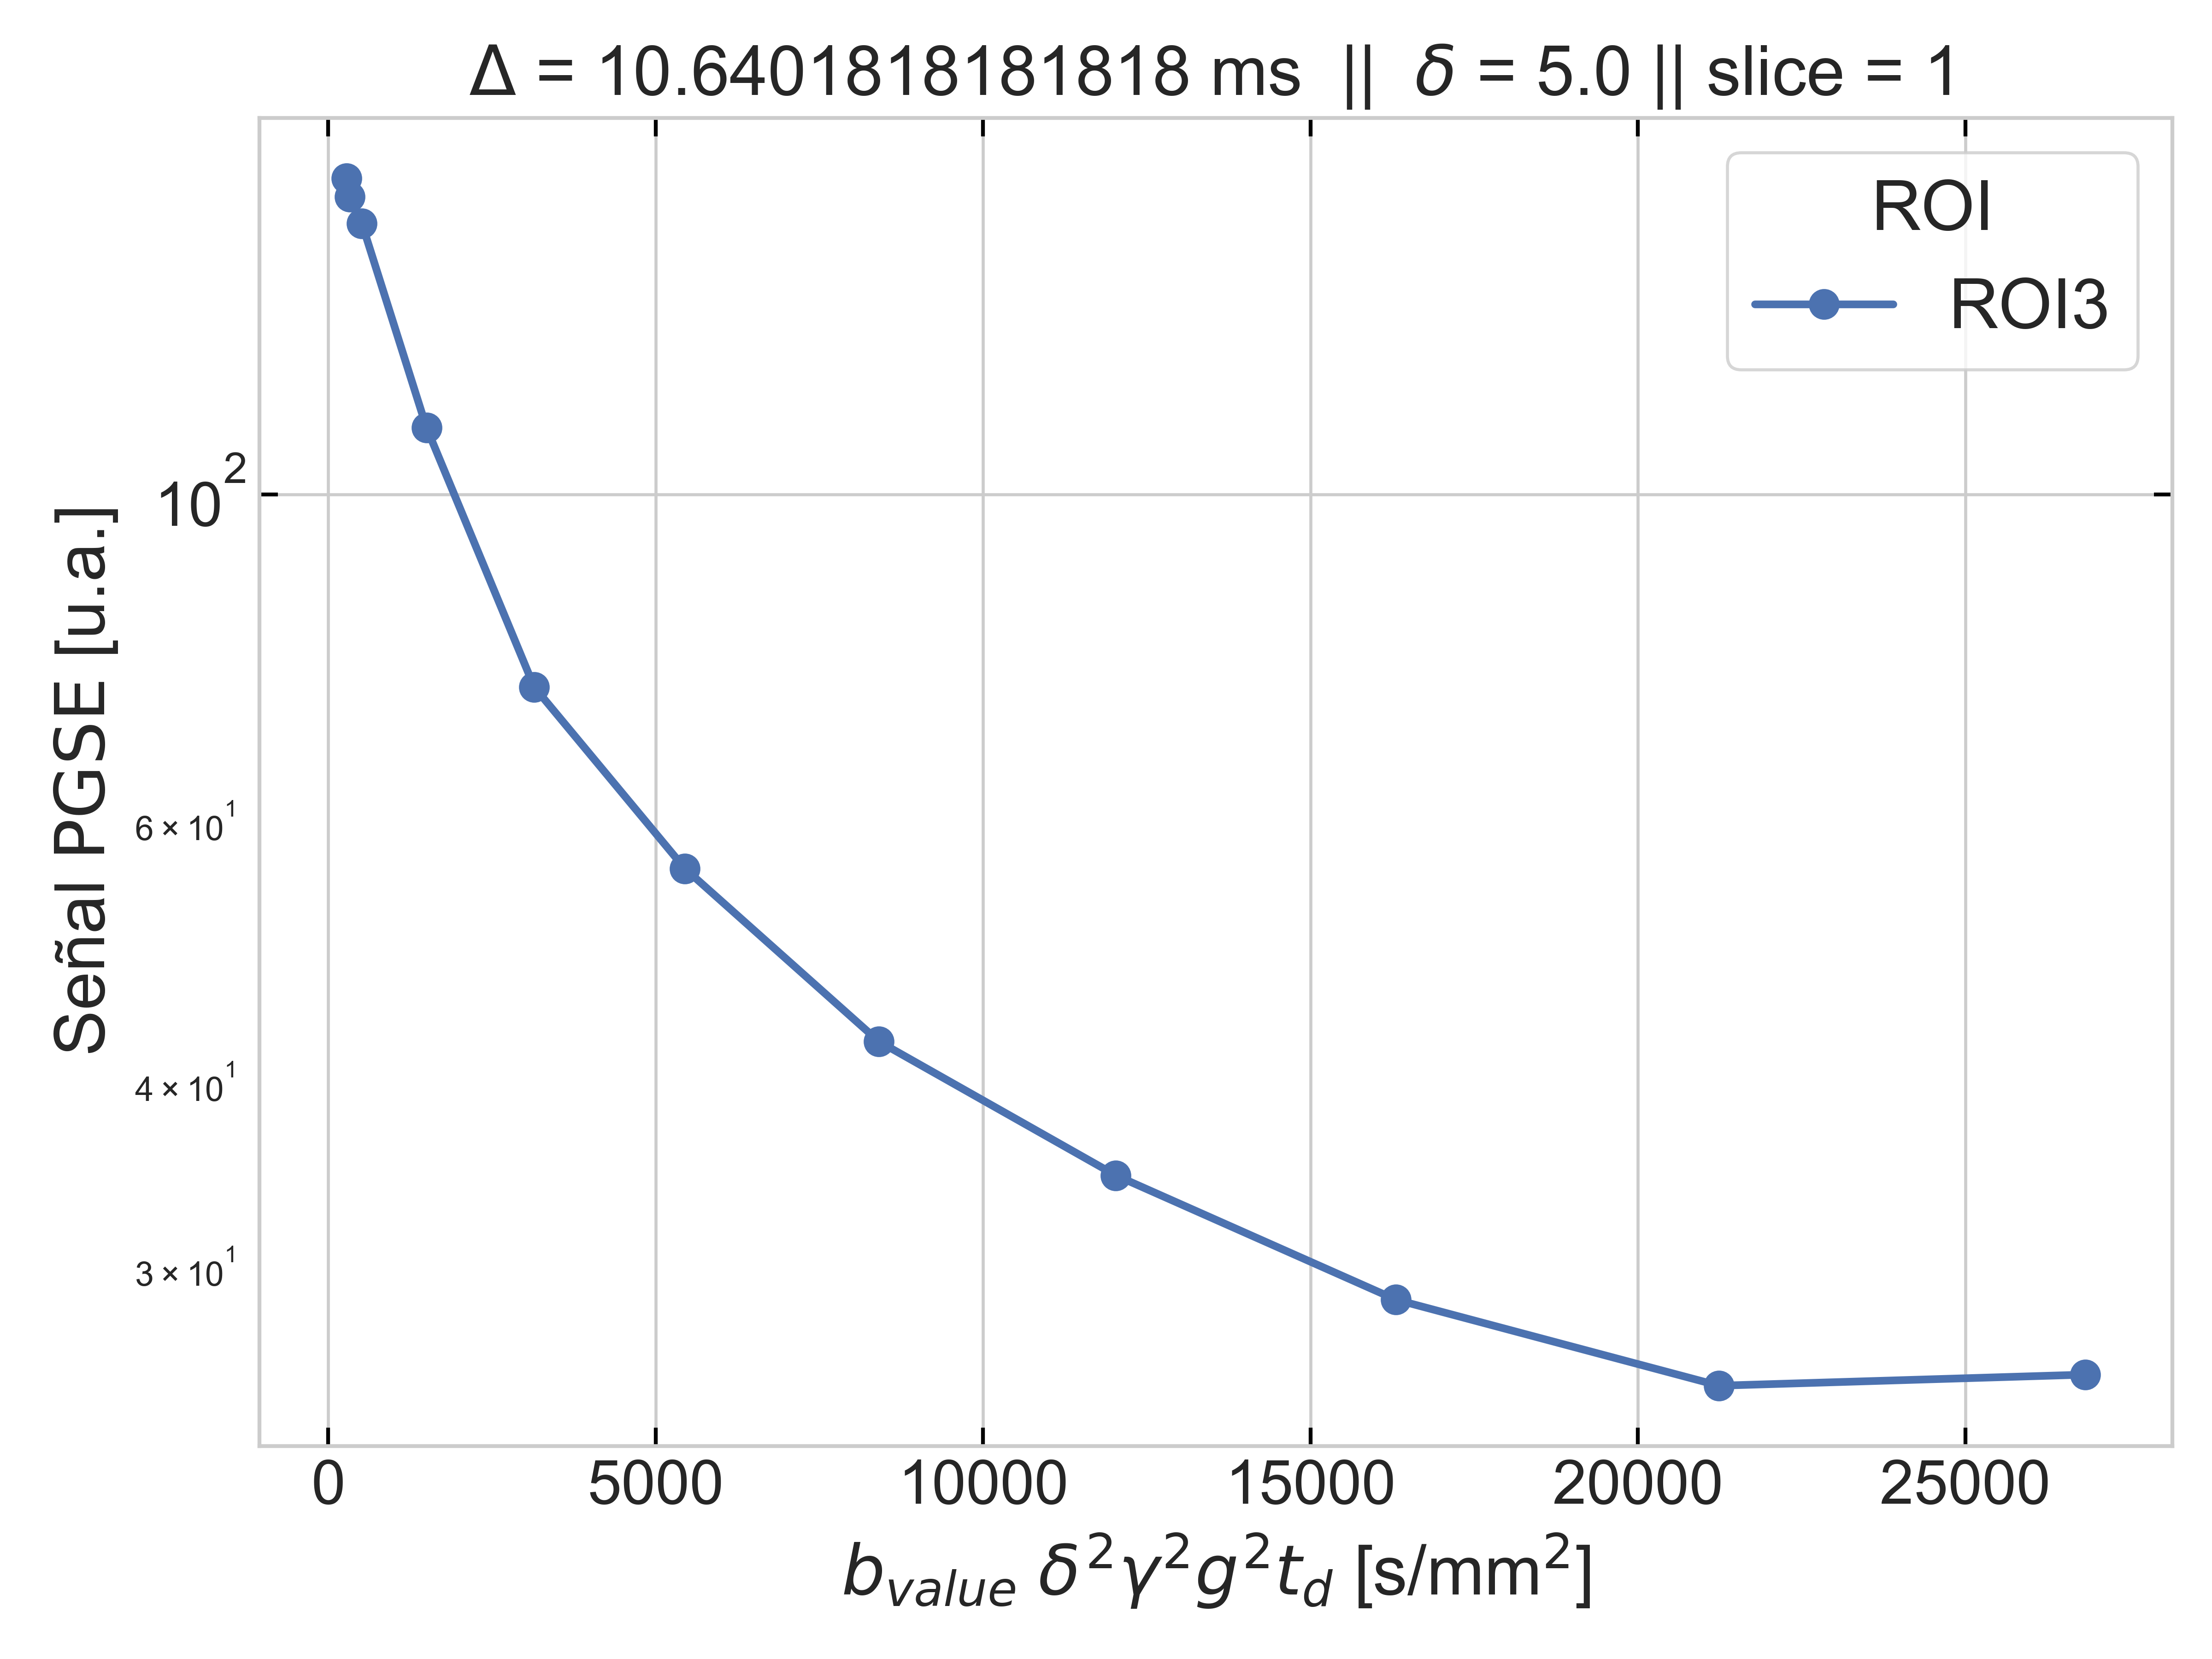 Δ = 10.64018181818181818 ms || δ = 5.0 || slice = 1
ROI
ROI3
10²
6 × 10¹
4 × 10¹
3 × 10¹
Señal PGSE [u.a.]
0 5000 10000 15000 20000 25000
b_value δ²γ²g²t_d [s/mm²]